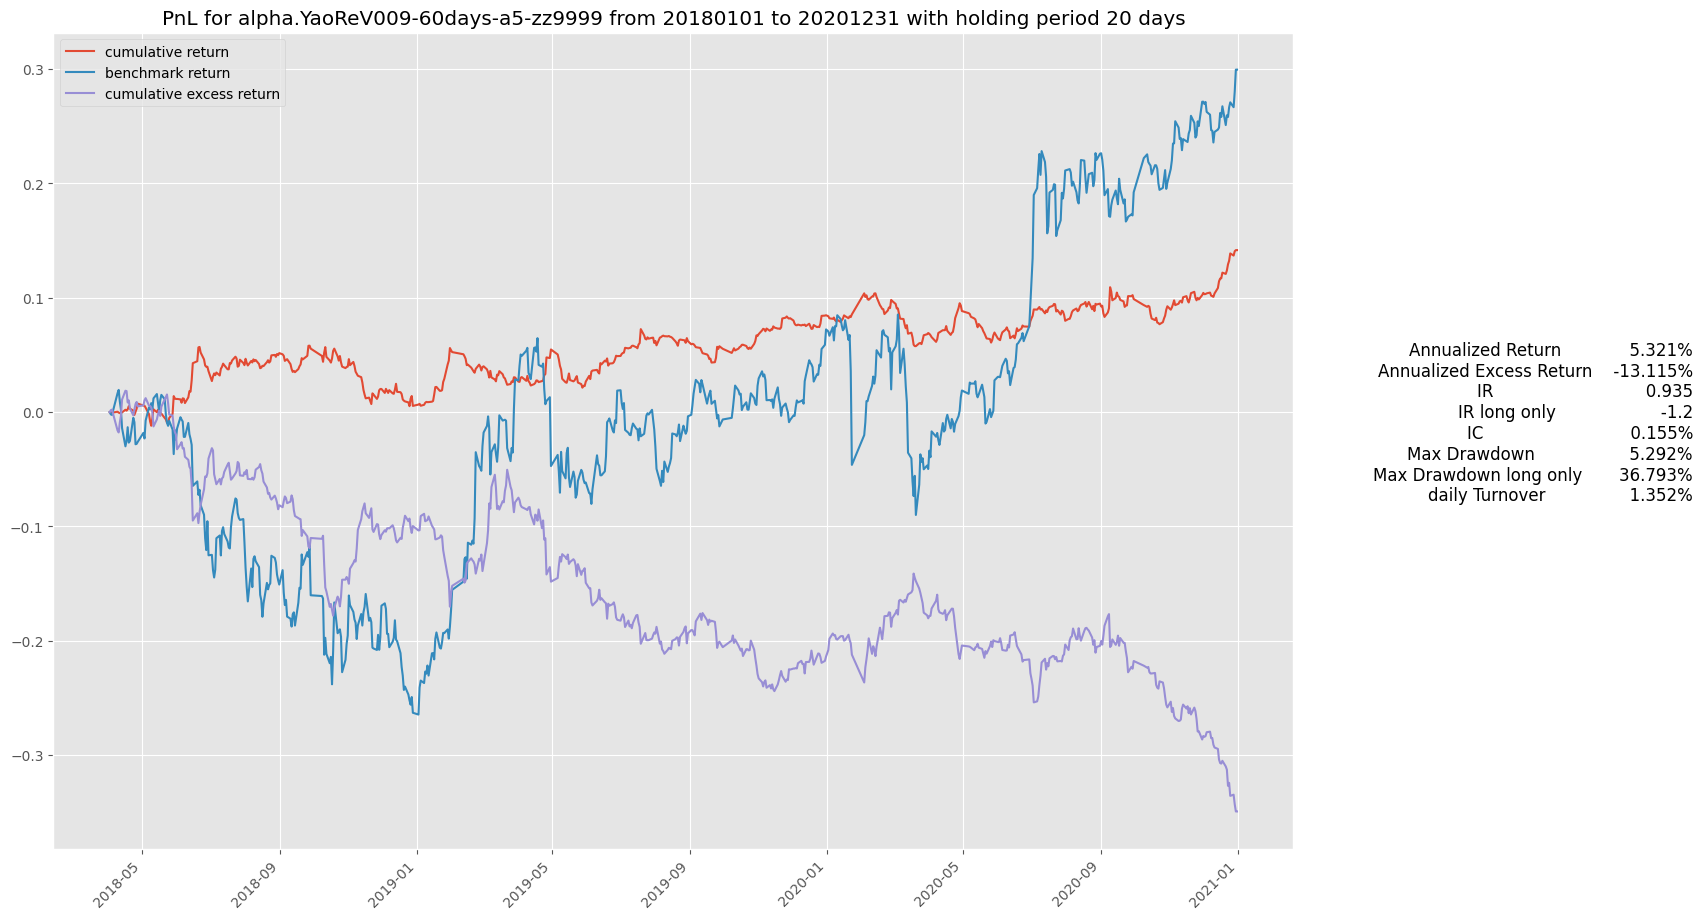 PnL for alpha.YaoReV009-60days-a5-zz9999 from 20180101 to 20201231 with holding period 20 days
cumulative return
benchmark return
cumulative excess return
0.3
0.2
0.1
0.0
−0.1
−0.2
−0.3
2018-05
2018-09
2019-01
2019-05
2019-09
2020-01
2020-05
2020-09
2021-01
Annualized Return 5.321%
Annualized Excess Return -13.115%
IR 0.935
IR long only -1.2
IC 0.155%
Max Drawdown 5.292%
Max Drawdown long only 36.793%
daily Turnover 1.352%